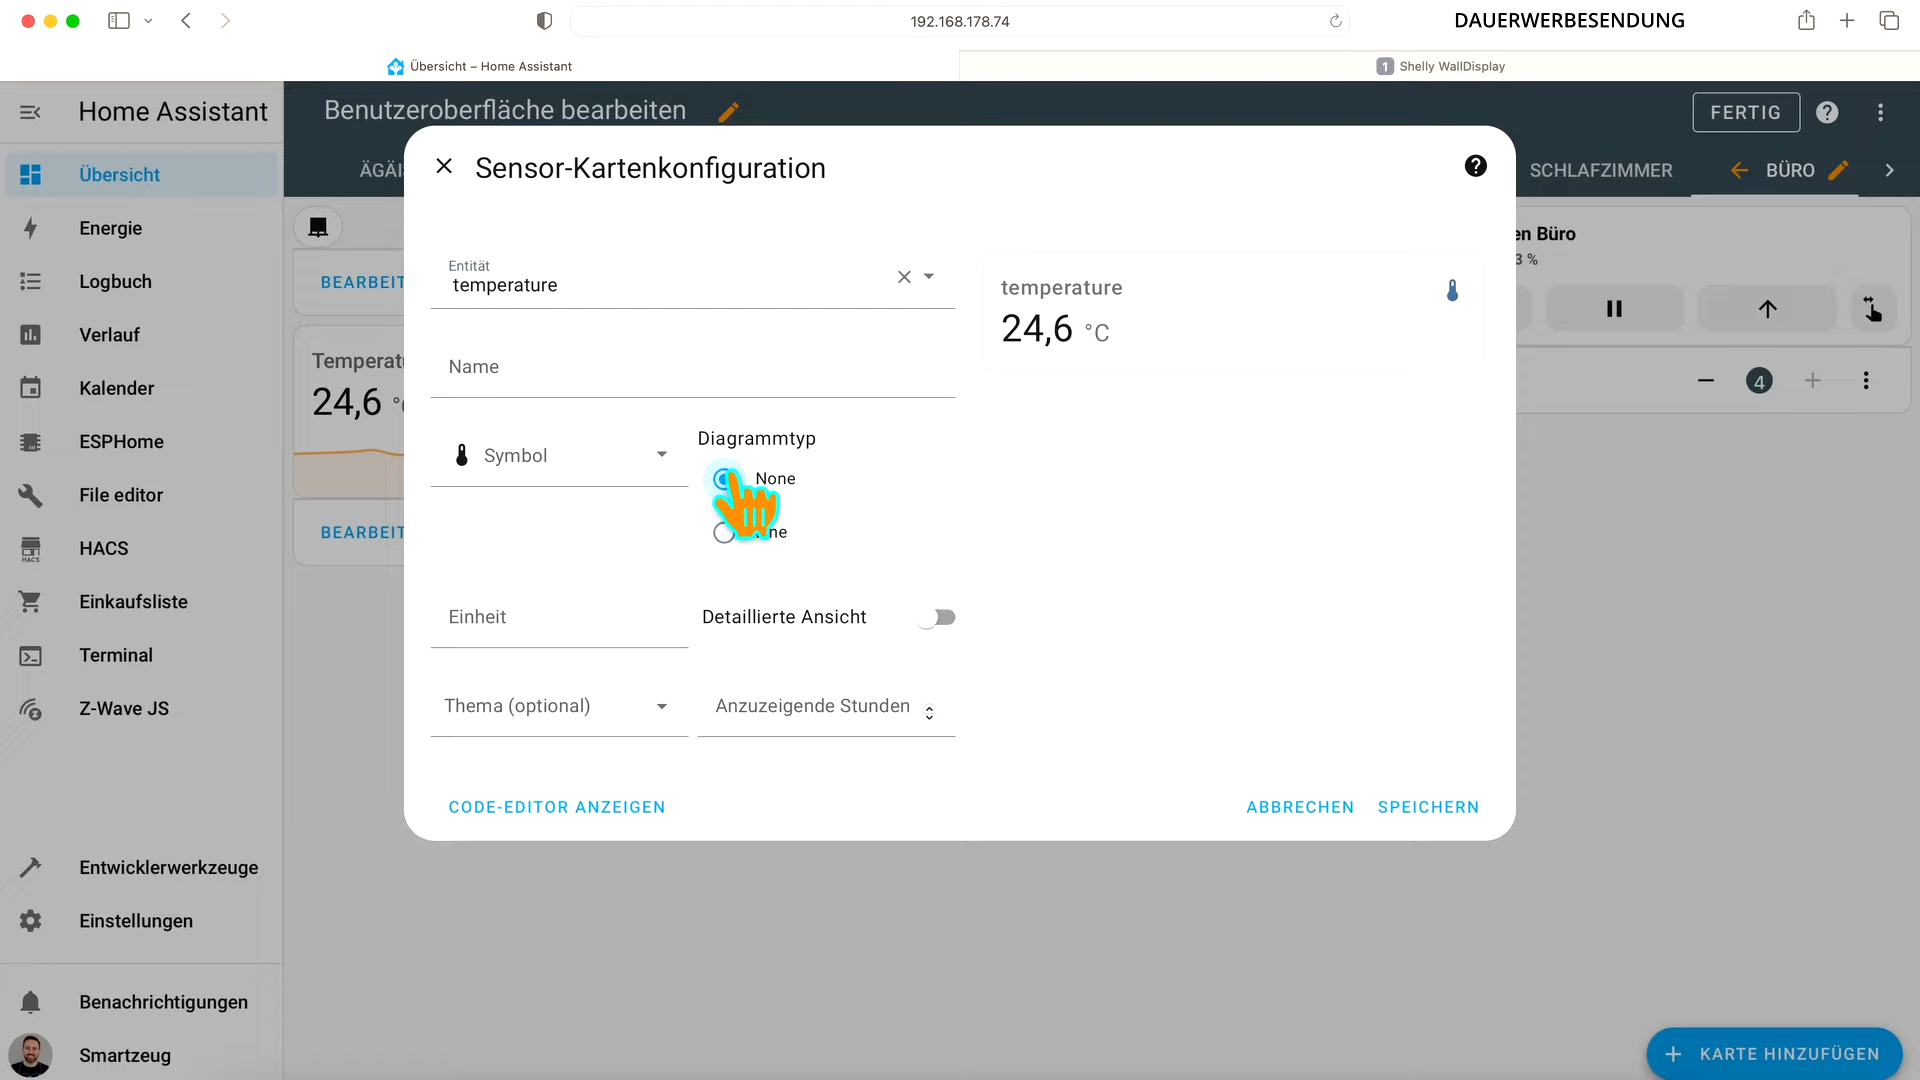 192.168.178.74
DAUERWERBESENDUNG
Übersicht – Home Assistant
1 Shelly WallDisplay
Home Assistant
Benutzeroberfläche bearbeiten
FERTIG
SCHLAFZIMMER
BÜRO
Übersicht
Energie
Logbuch
Verlauf
Kalender
ESPHome
File editor
HACS
HACS
Einkaufsliste
Terminal
Z-Wave JS
Entwicklerwerkzeuge
Einstellungen
Benachrichtigungen
Smartzeug
24,6
Sensor-Kartenkonfiguration
Entität
temperature
Name
Symbol
Diagrammtyp
None
Einheit
Detaillierte Ansicht
Thema (optional)
Anzuzeigende Stunden
CODE-EDITOR ANZEIGEN
ABBRECHEN
SPEICHERN
temperature
24,6 °C
Büro
4
KARTE HINZUFÜGEN